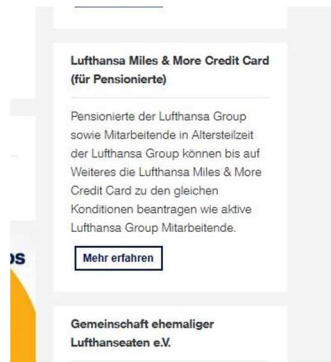 Lufthansa Miles & More Credit Card
(für Pensionierte)
Pensionierte der Lufthansa Group
sowie Mitarbeitende in Altersteilzeit
der Lufthansa Group können bis auf
Weiteres die Lufthansa Miles & More
Credit Card zu den gleichen
Konditionen beantragen wie aktive
Lufthansa Group Mitarbeitende.
Mehr erfahren
Gemeinschaft ehemaliger
Lufthanseaten e.V.